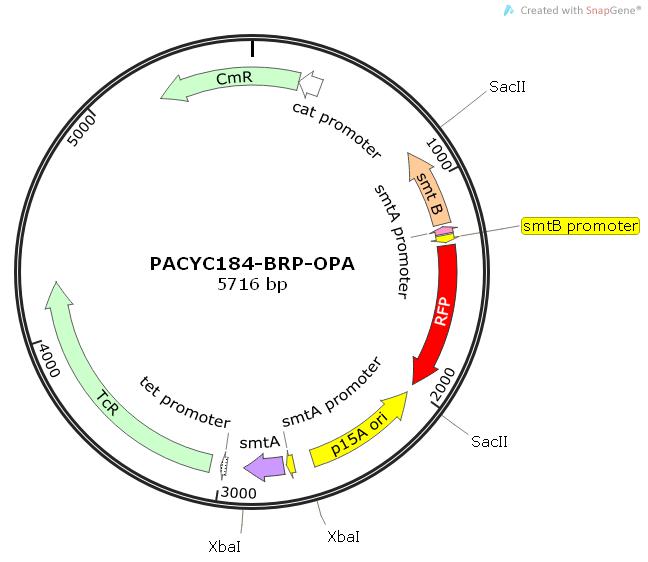 Created with SnapGene®
CmR
cat promoter
SacII
1000
5000
smt B
smtA promoter
smtB promoter
PACYC184-BRP-OPA
5716 bp
RFP
4000
2000
TcR
tet promoter
smtA promoter
smtA
p15A ori
SacII
3000
XbaI
XbaI